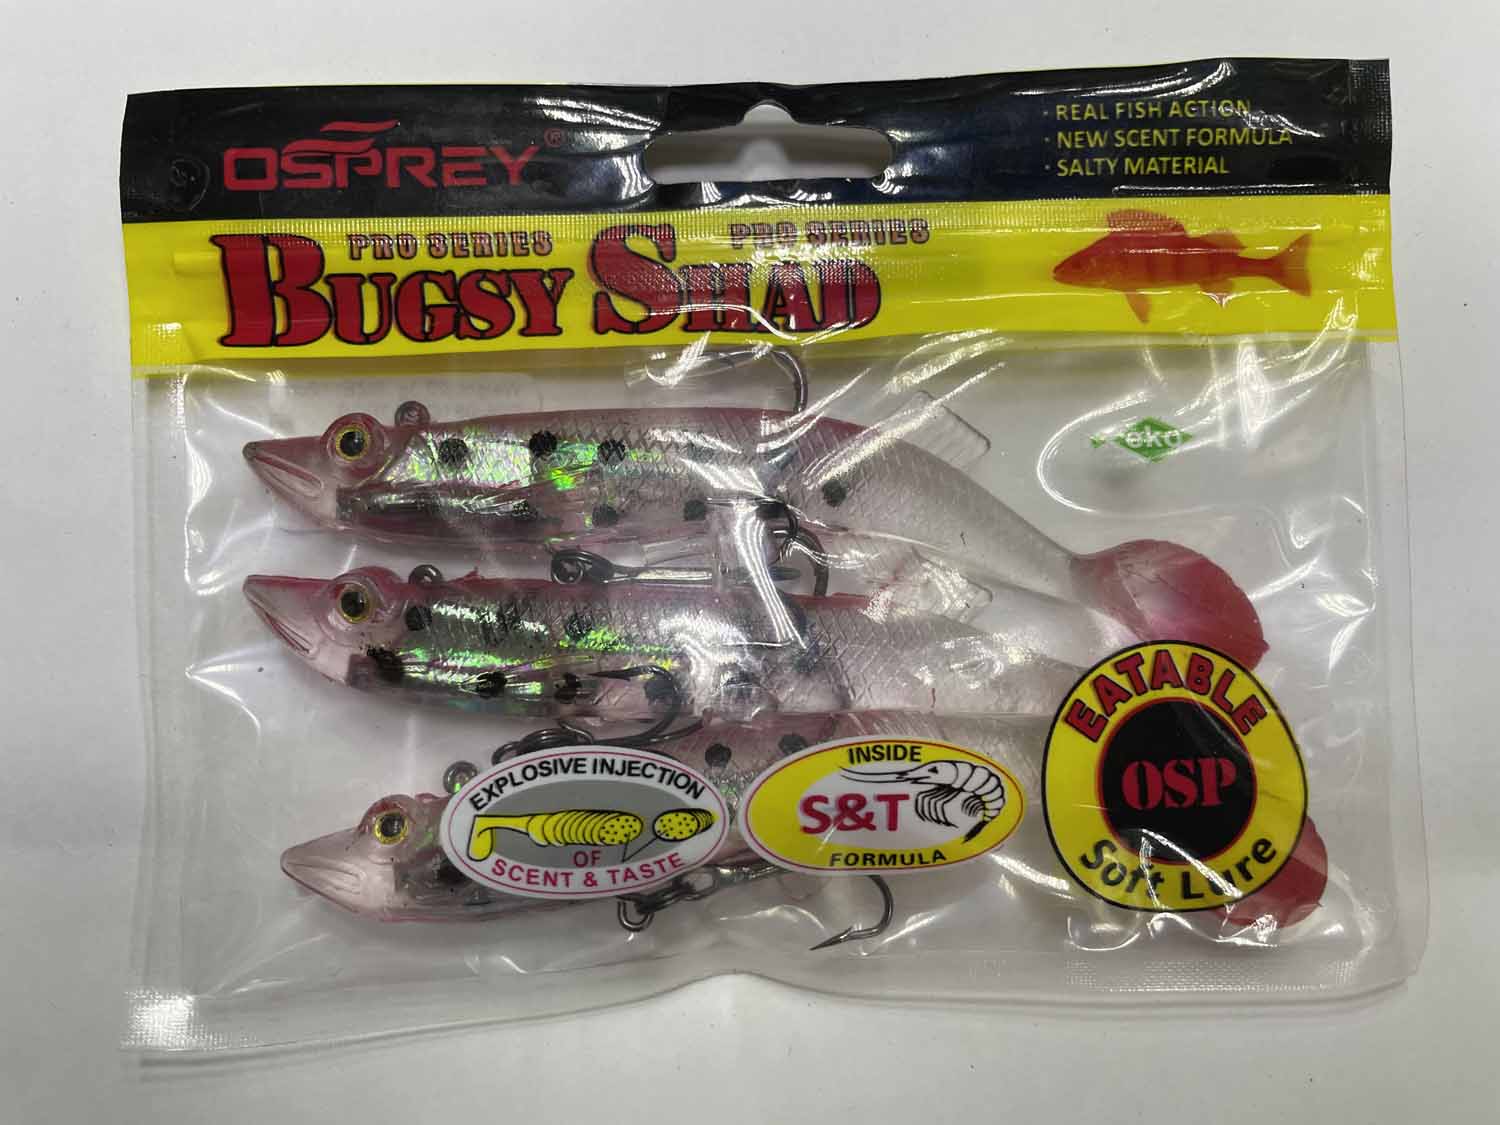 OSPREY®
· REAL FISH ACTION
· NEW SCENT FORMULA
· SALTY MATERIAL
PRO SERIES PRO SERIES
BUGSY SHAD
eko
EXPLOSIVE INJECTION
OF
SCENT & TASTE
INSIDE
S&T
FORMULA
EATABLE
OSP
Soft Lure